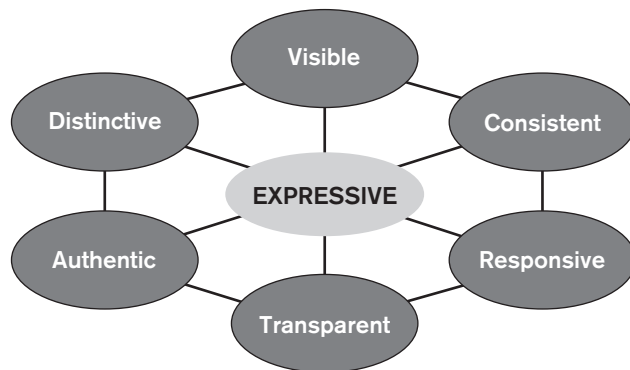 Visible
Distinctive
Consistent
EXPRESSIVE
Authentic
Responsive
Transparent